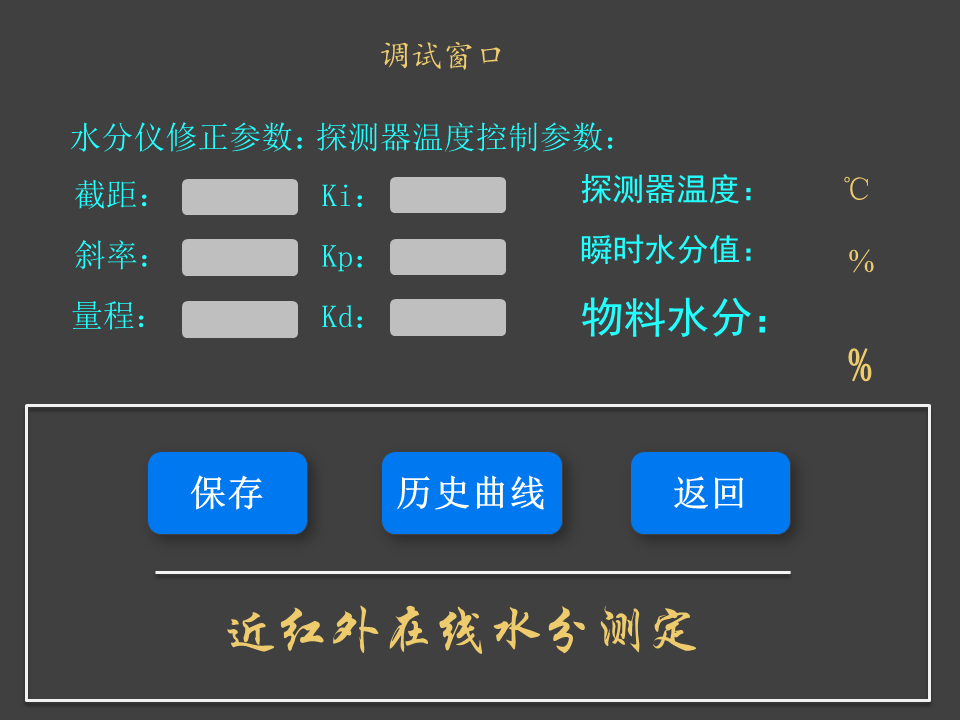 调试窗口
水分仪修正参数：探测器温度控制参数：
截距： Ki： 探测器温度： ℃
斜率： Kp： 瞬时水分值： %
量程： Kd： 物料水分： %
保存 历史曲线 返回
近红外在线水分测定